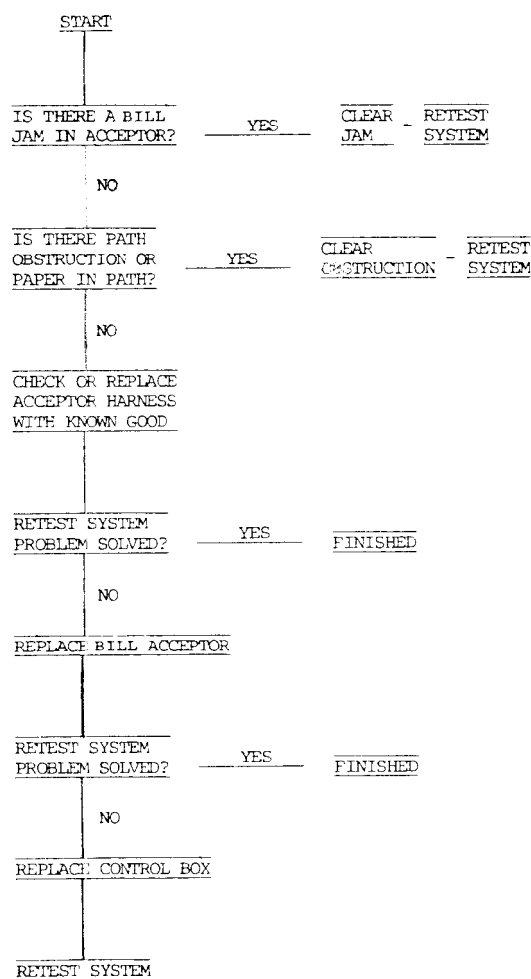 START
IS THERE A BILL
JAM IN ACCEPTOR?
YES
CLEAR
JAM
-
RETEST
SYSTEM
NO
IS THERE PATH
OBSTRUCTION OR
PAPER IN PATH?
YES
CLEAR
OBSTRUCTION
-
RETEST
SYSTEM
NO
CHECK OR REPLACE
ACCEPTOR HARNESS
WITH KNOWN GOOD
RETEST SYSTEM
PROBLEM SOLVED?
YES
FINISHED
NO
REPLACE BILL ACCEPTOR
RETEST SYSTEM
PROBLEM SOLVED?
YES
FINISHED
NO
REPLACE CONTROL BOX
RETEST SYSTEM